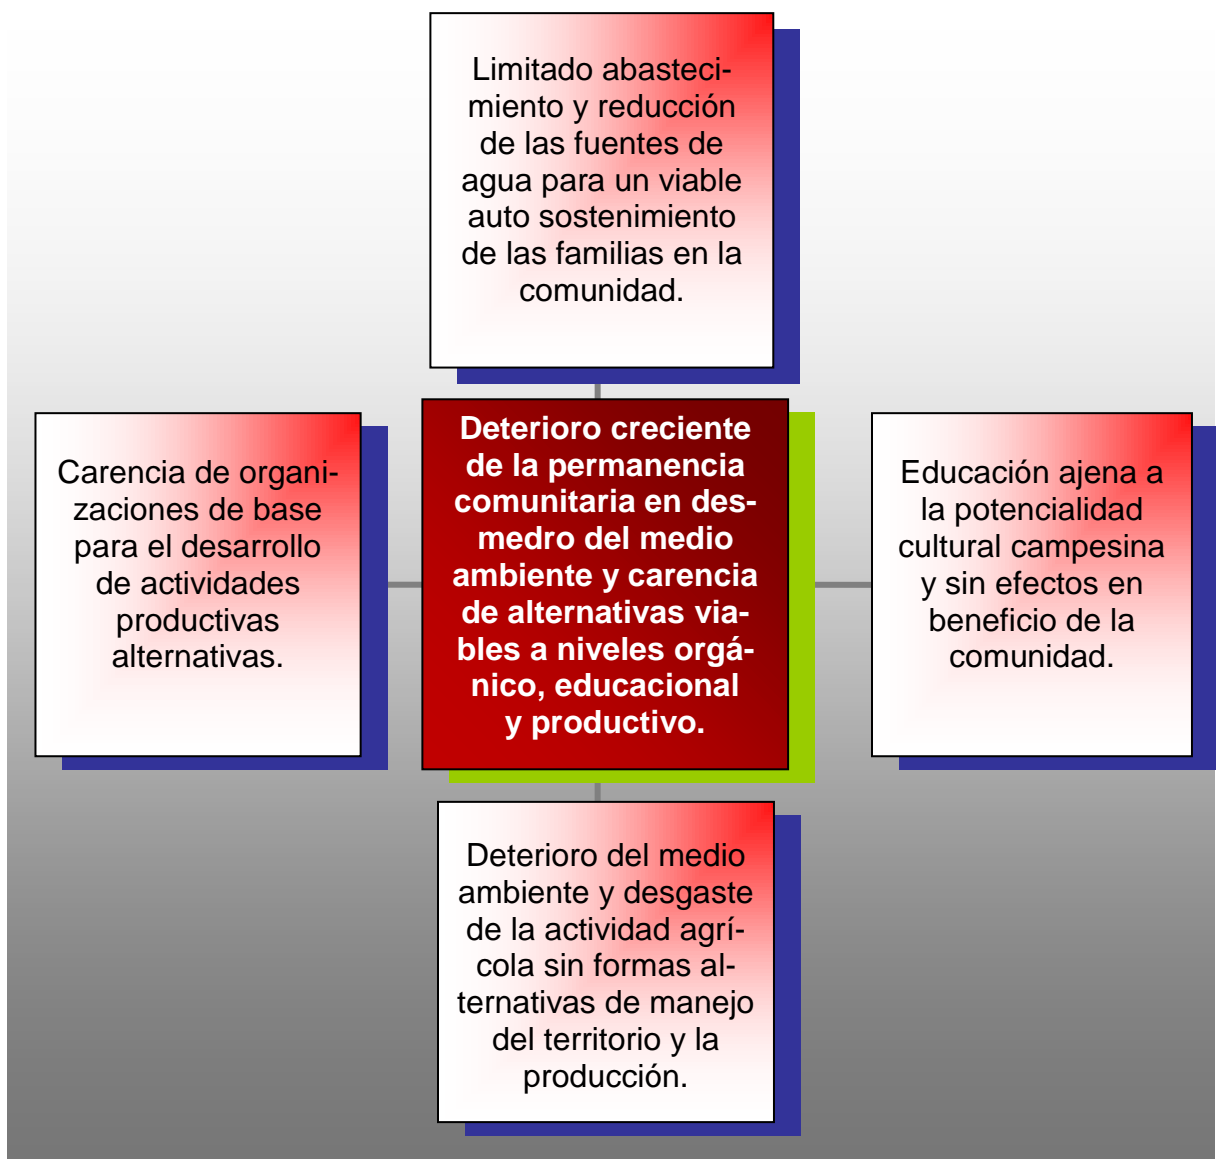 Limitado abasteci-
miento y reducción
de las fuentes de
agua para un viable
auto sostenimiento
de las familias en la
comunidad.
Carencia de organi-
zaciones de base
para el desarrollo
de actividades
productivas
alternativas.
Deterioro creciente
de la permanencia
comunitaria en des-
medro del medio
ambiente y carencia
de alternativas via-
bles a niveles orgá-
nico, educacional
y productivo.
Educación ajena a
la potencialidad
cultural campesina
y sin efectos en
beneficio de la
comunidad.
Deterioro del medio
ambiente y desgaste
de la actividad agrí-
cola sin formas al-
ternativas de manejo
del territorio y la
producción.